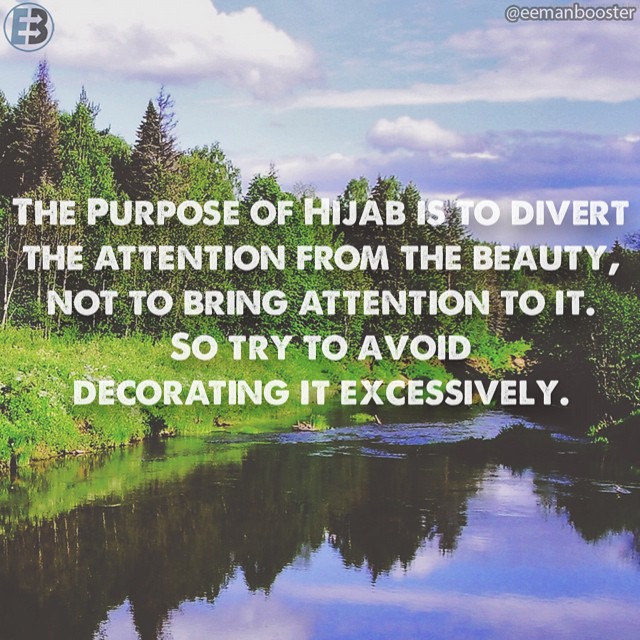 @eemanbooster
EB
The Purpose of Hijab is to divert
the attention from the beauty,
not to bring attention to it.
So try to avoid
decorating it excessively.